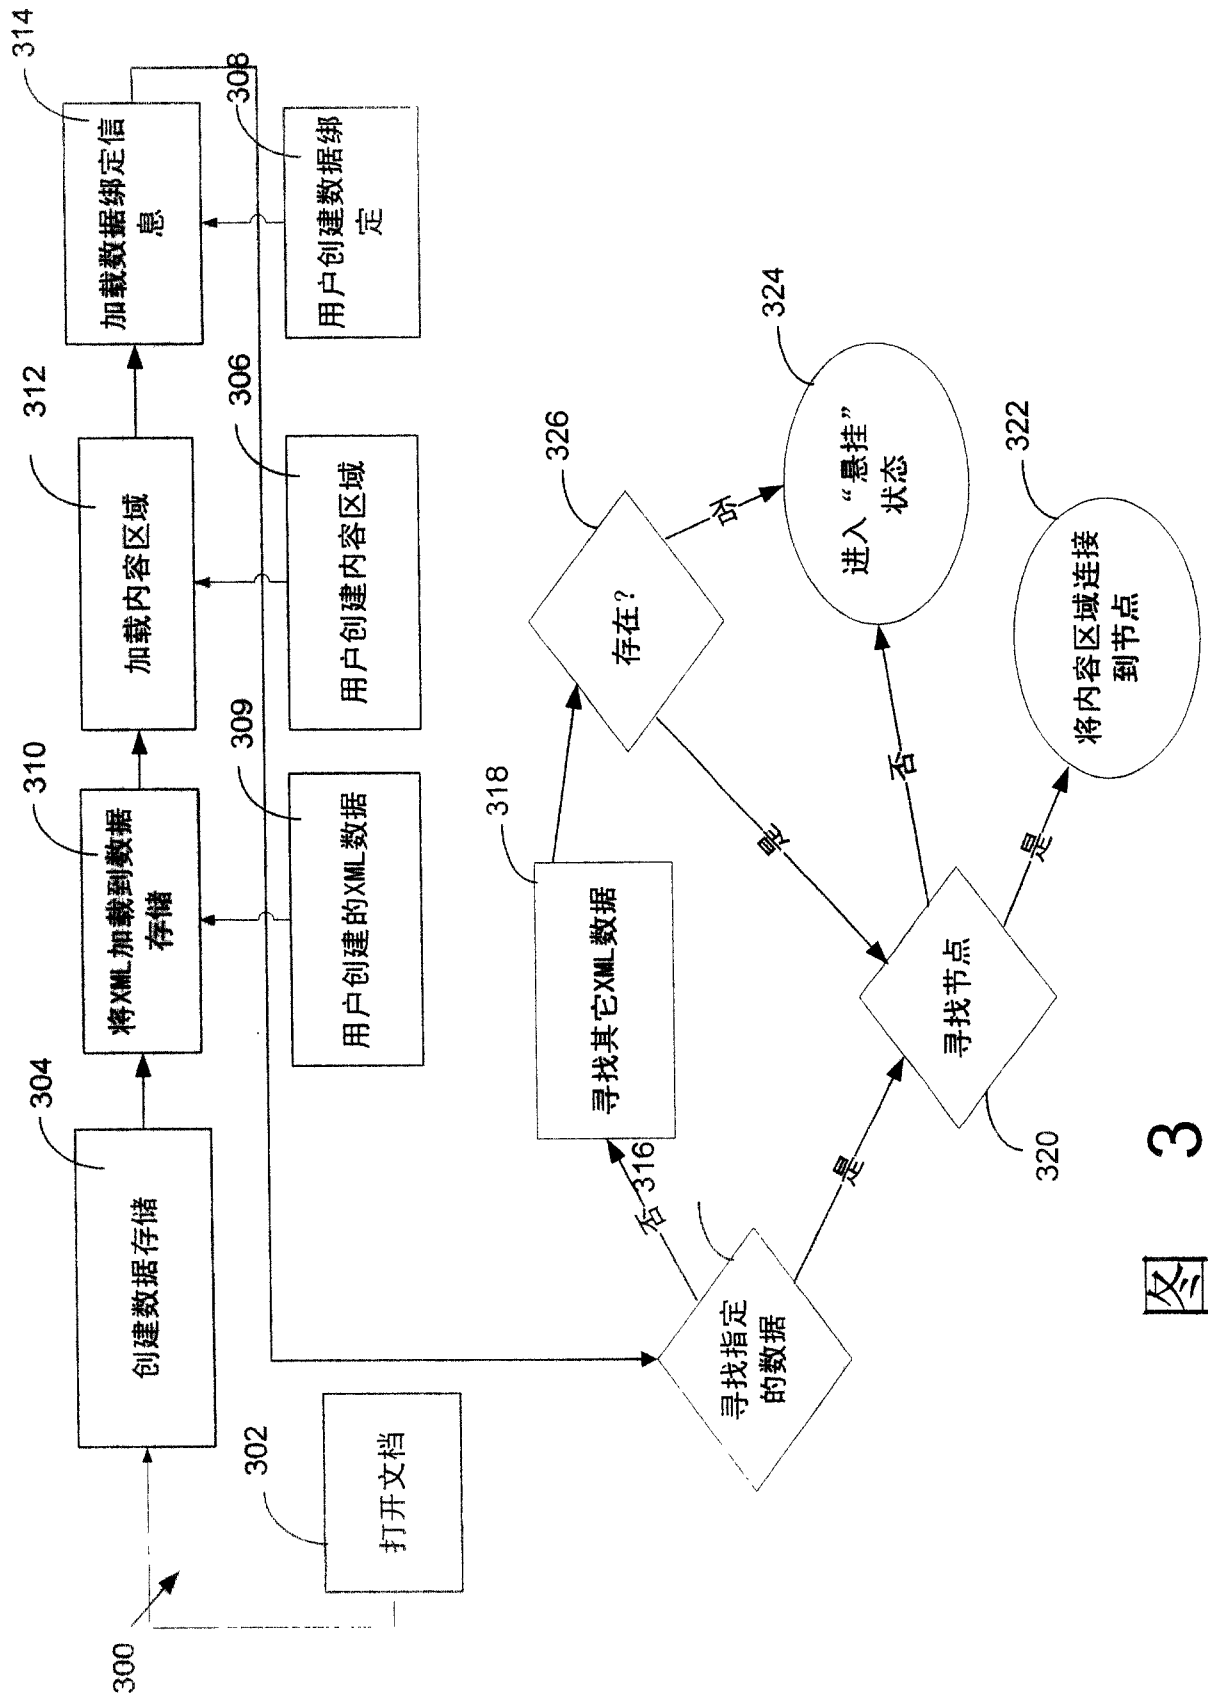 300
302
打开文档
304
创建数据存储
310
将XML加载到数据
存储
312
加载内容区域
314
加载数据绑定信
息
309
用户创建的XML数据
306
用户创建内容区域
308
用户创建数据绑
定
316
寻找指定
的数据
否
是
318
寻找其它XML数据
326
存在?
否
是
320
寻找节点
否
是
324
进入“悬挂”
状态
322
将内容区域连接
到节点
图 3